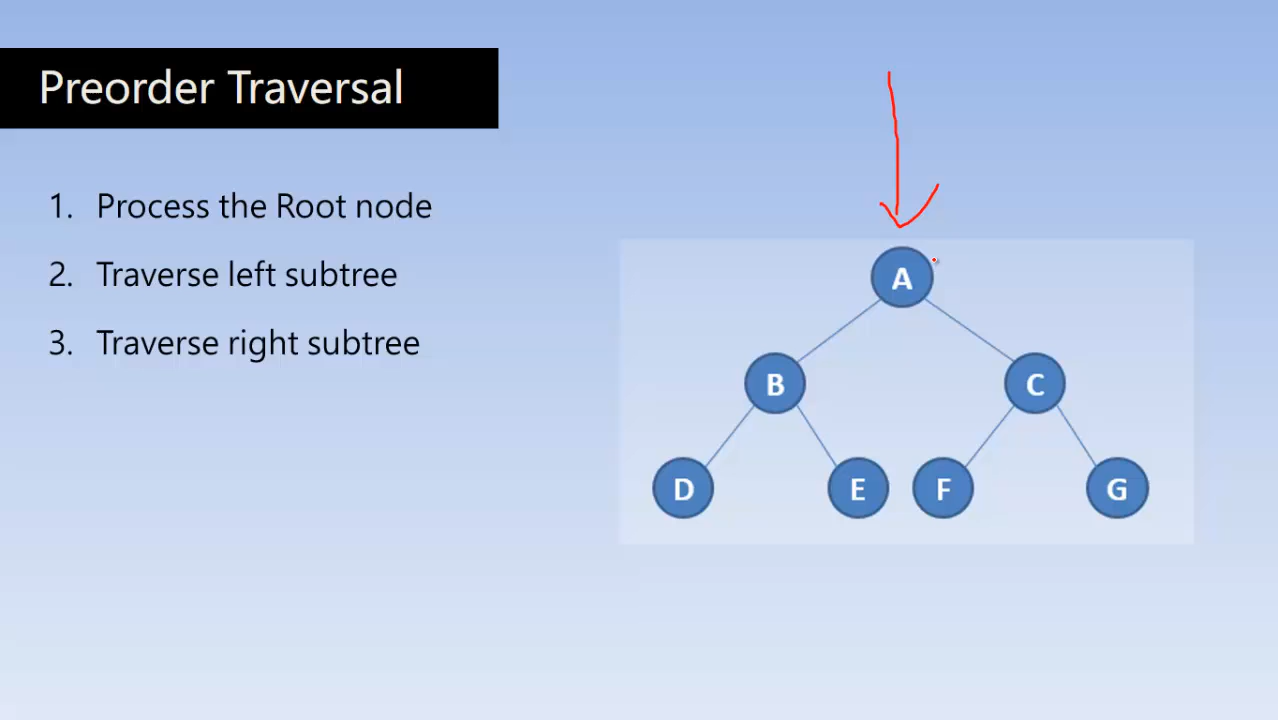 Preorder Traversal
1. Process the Root node
2. Traverse left subtree
3. Traverse right subtree
A
B C
D E F G